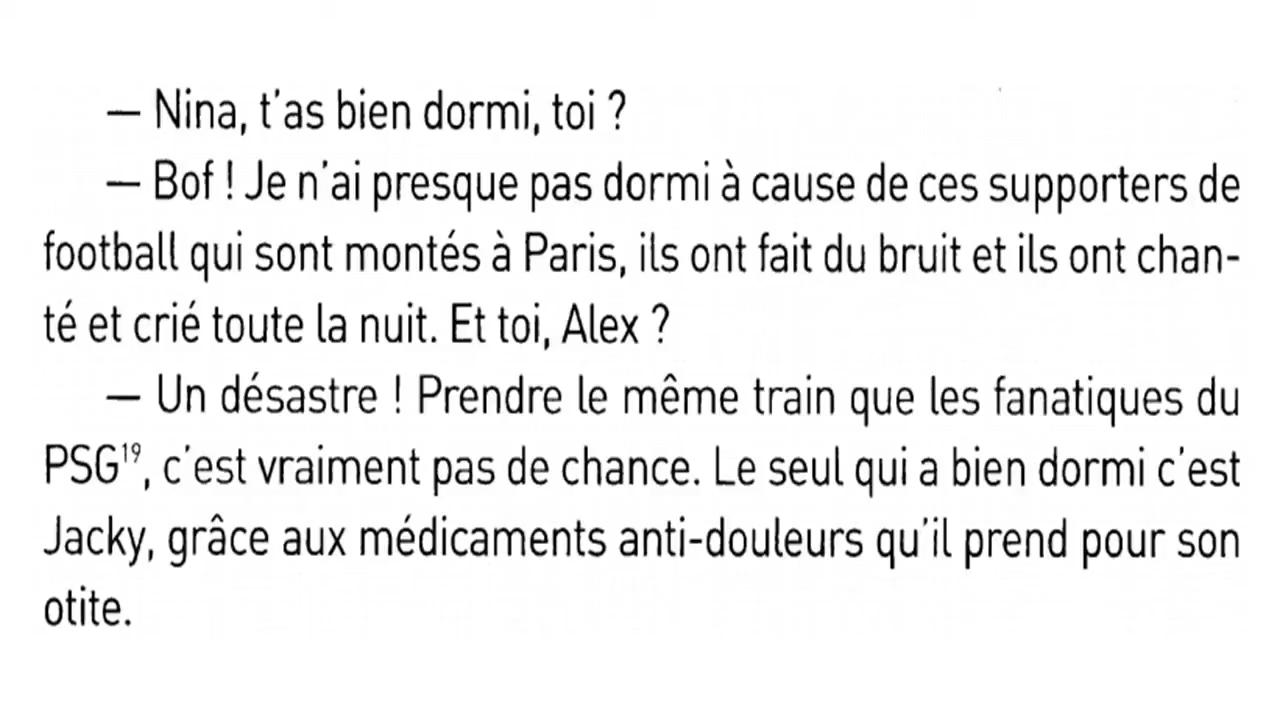 — Nina, t'as bien dormi, toi ?
— Bof ! Je n'ai presque pas dormi à cause de ces supporters de
football qui sont montés à Paris, ils ont fait du bruit et ils ont chan-
té et crié toute la nuit. Et toi, Alex ?
— Un désastre ! Prendre le même train que les fanatiques du
PSG¹⁹, c'est vraiment pas de chance. Le seul qui a bien dormi c'est
Jacky, grâce aux médicaments anti-douleurs qu'il prend pour son
otite.